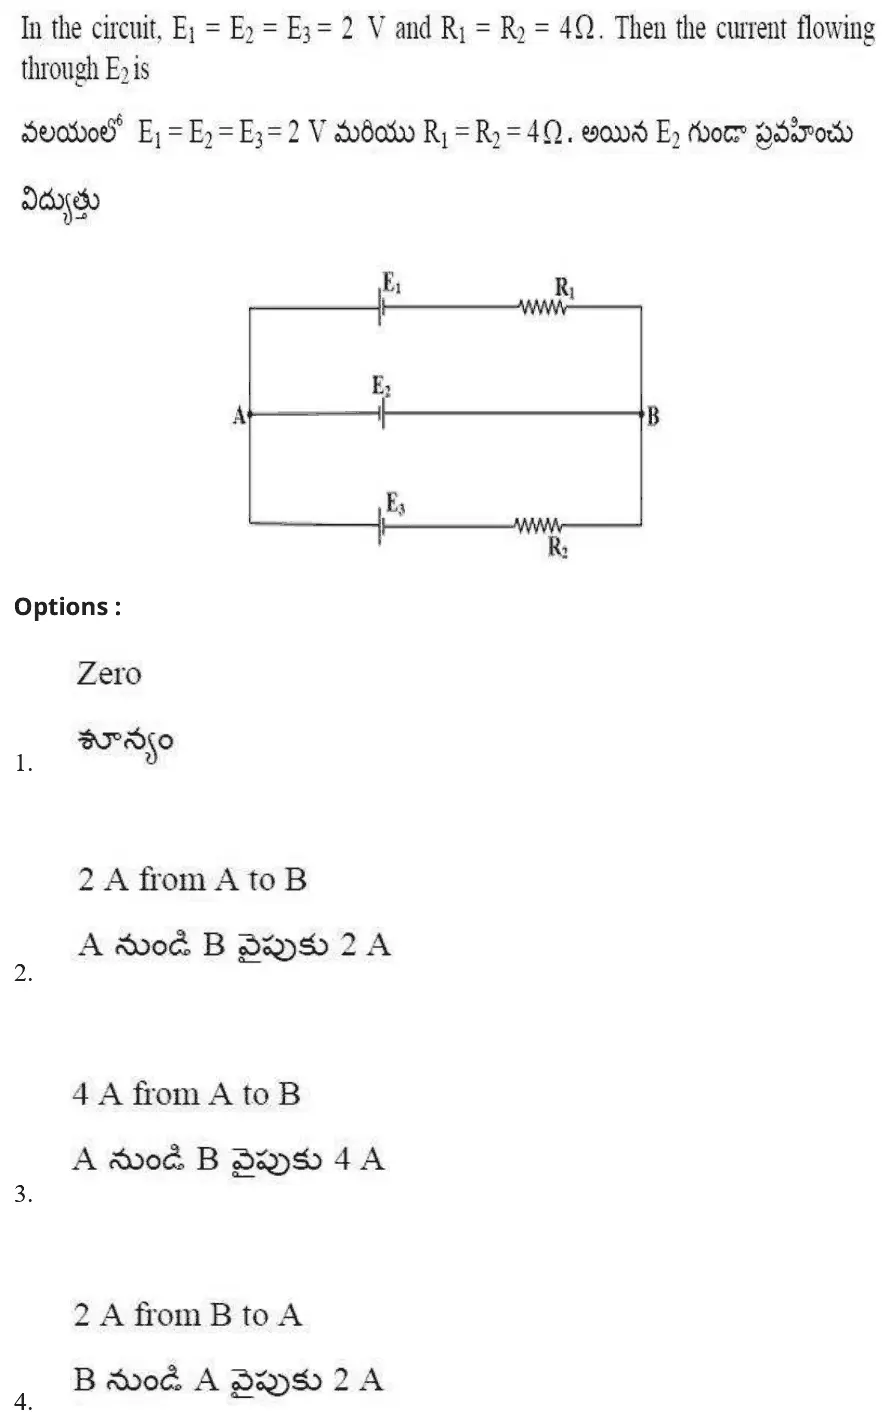 In the circuit, E₁ = E₂ = E₃ = 2 V and R₁ = R₂ = 4Ω. Then the current flowing
through E₂ is
వలయంలో E₁ = E₂ = E₃ = 2 V మరియు R₁ = R₂ = 4Ω. అయిన E₂ గుండా ప్రవహించు
విద్యుత్తు
E₁
R₁
E₂
A
B
E₃
R₂
Options :
Zero
శూన్యం
1.
2 A from A to B
A నుండి B వైపుకు 2 A
2.
4 A from A to B
A నుండి B వైపుకు 4 A
3.
2 A from B to A
B నుండి A వైపుకు 2 A
4.